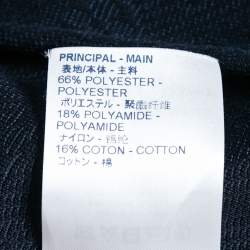 PRINCIPAL - MAIN
表地/本体 - 主料
66% POLYESTER -
POLYESTER
ポリエステル - 聚酯纤维
18% POLYAMIDE -
POLYAMIDE
ナイロン - 锦纶
16% COTON - COTTON
コットン - 棉